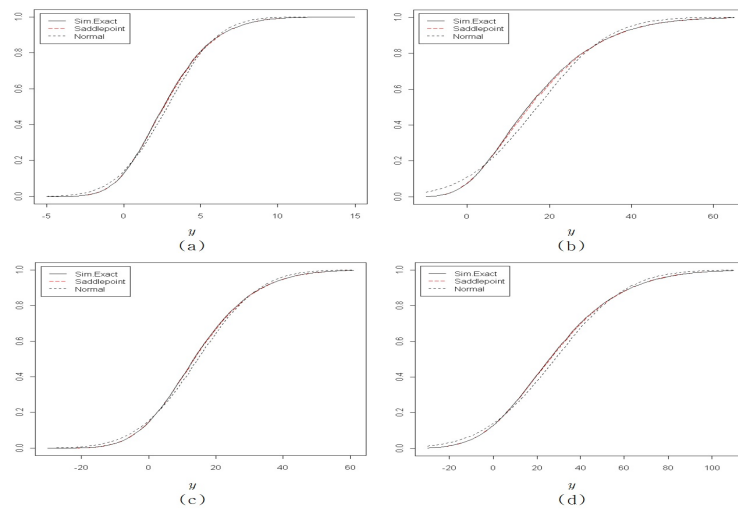 Sim.Exact
Saddlepoint
Normal
0.0 0.2 0.4 0.6 0.8 1.0
-5 0 5 10 15
y
(a)
Sim.Exact
Saddlepoint
Normal
0.0 0.2 0.4 0.6 0.8 1.0
0 20 40 60
y
(b)
Sim.Exact
Saddlepoint
Normal
0.0 0.2 0.4 0.6 0.8 1.0
-20 0 20 40 60
y
(c)
Sim.Exact
Saddlepoint
Normal
0.0 0.2 0.4 0.6 0.8 1.0
-20 0 20 40 60 80 100
y
(d)